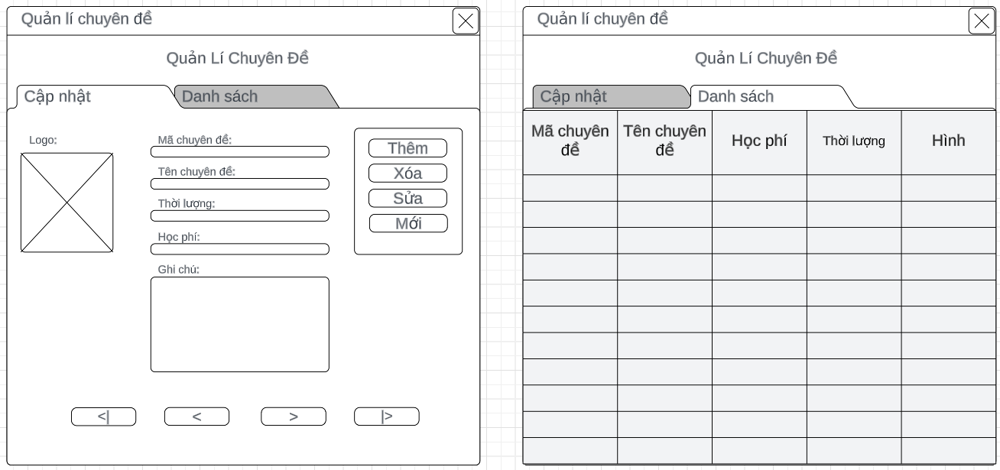 Quản lí chuyên đề
Quản Lí Chuyên Đề
Cập nhật
Danh sách
Logo:
Mã chuyên đề:
Tên chuyên đề:
Thời lượng:
Học phí:
Ghi chú:
Thêm
Xóa
Sửa
Mới
<|
<
>
|>
Quản lí chuyên đề
Quản Lí Chuyên Đề
Cập nhật
Danh sách
Mã chuyên
đề
Tên chuyên
đề
Học phí
Thời lượng
Hình